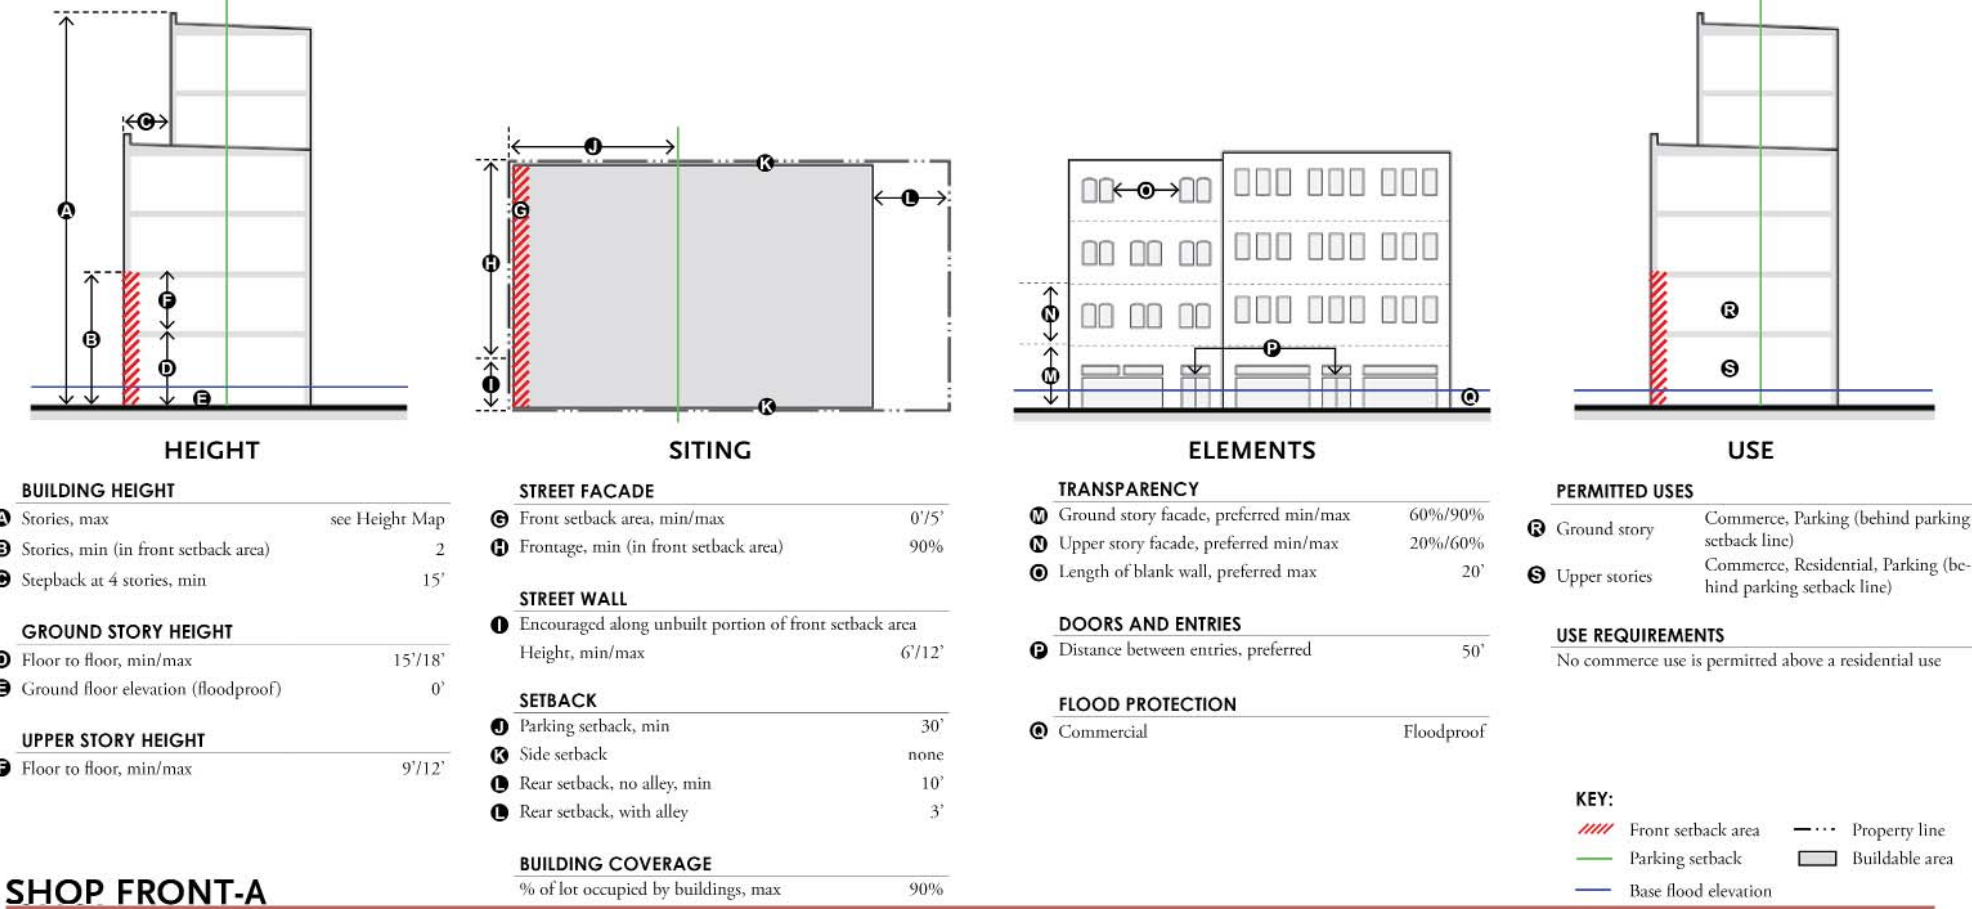 A
C
B
F
D
E
J
K
G
H
I
L
K
O
N
P
M
Q
R
S
HEIGHT
BUILDING HEIGHT
A Stories, max see Height Map
B Stories, min (in front setback area) 2
C Stepback at 4 stories, min 15’
GROUND STORY HEIGHT
D Floor to floor, min/max 15’/18’
E Ground floor elevation (floodproof) 0’
UPPER STORY HEIGHT
F Floor to floor, min/max 9’/12’
SHOP FRONT-A
SITING
STREET FACADE
G Front setback area, min/max 0’/5’
H Frontage, min (in front setback area) 90%
STREET WALL
I Encouraged along unbuilt portion of front setback area
Height, min/max 6’/12’
SETBACK
J Parking setback, min 30’
K Side setback none
L Rear setback, no alley, min 10’
L Rear setback, with alley 3’
BUILDING COVERAGE
% of lot occupied by buildings, max 90%
ELEMENTS
TRANSPARENCY
M Ground story facade, preferred min/max 60%/90%
N Upper story facade, preferred min/max 20%/60%
O Length of blank wall, preferred max 20’
DOORS AND ENTRIES
P Distance between entries, preferred 50’
FLOOD PROTECTION
Q Commercial Floodproof
USE
PERMITTED USES
R Ground story Commerce, Parking (behind parking
setback line)
S Upper stories Commerce, Residential, Parking (be-
hind parking setback line)
USE REQUIREMENTS
No commerce use is permitted above a residential use
KEY:
Front setback area Property line
Parking setback Buildable area
Base flood elevation